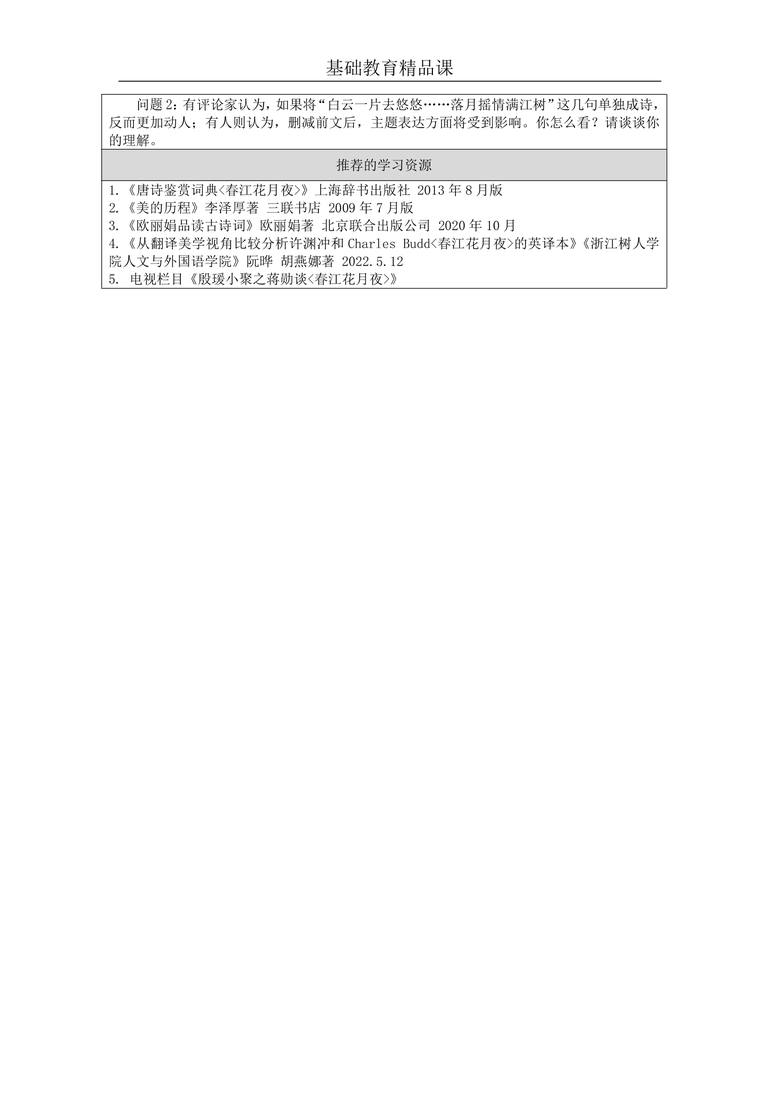 基础教育精品课
问题2：有评论家认为，如果将“白云一片去悠悠……落月摇情满江树”这几句单独成诗，
反而更加动人；有人则认为，删减前文后，主题表达方面将受到影响。你怎么看？请谈谈你
的理解。
推荐的学习资源
1.《唐诗鉴赏词典<春江花月夜>》上海辞书出版社 2013年8月版
2.《美的历程》李泽厚著 三联书店 2009年7月版
3.《欧丽娟品读古诗词》欧丽娟著 北京联合出版公司 2020年10月
4.《从翻译美学视角比较分析许渊冲和Charles Budd<春江花月夜>的英译本》《浙江树人学
院人文与外国语学院》阮晔 胡燕娜著 2022.5.12
5. 电视栏目《殷瑗小聚之蒋勋谈<春江花月夜>》